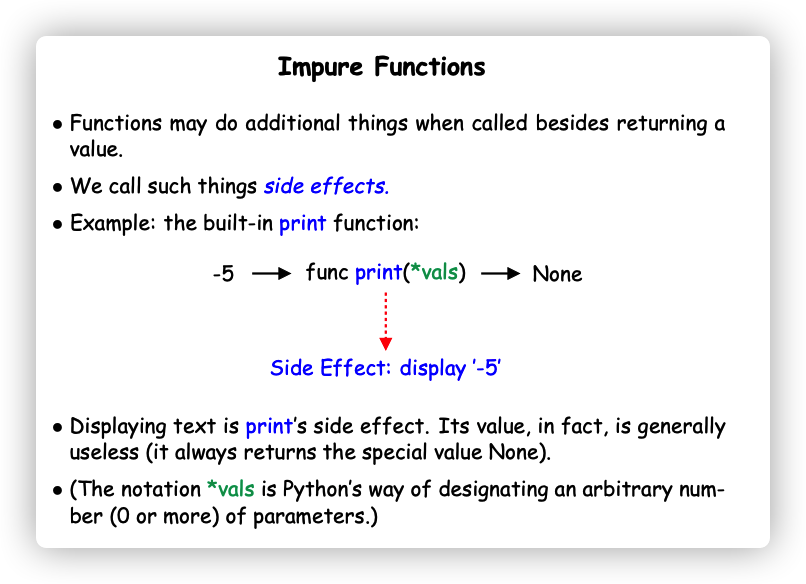 Impure Functions
• Functions may do additional things when called besides returning a
value.
• We call such things side effects.
• Example: the built-in print function:
-5 → func print(*vals) → None
Side Effect: display '-5'
• Displaying text is print's side effect. Its value, in fact, is generally
useless (it always returns the special value None).
• (The notation *vals is Python's way of designating an arbitrary num-
ber (0 or more) of parameters.)